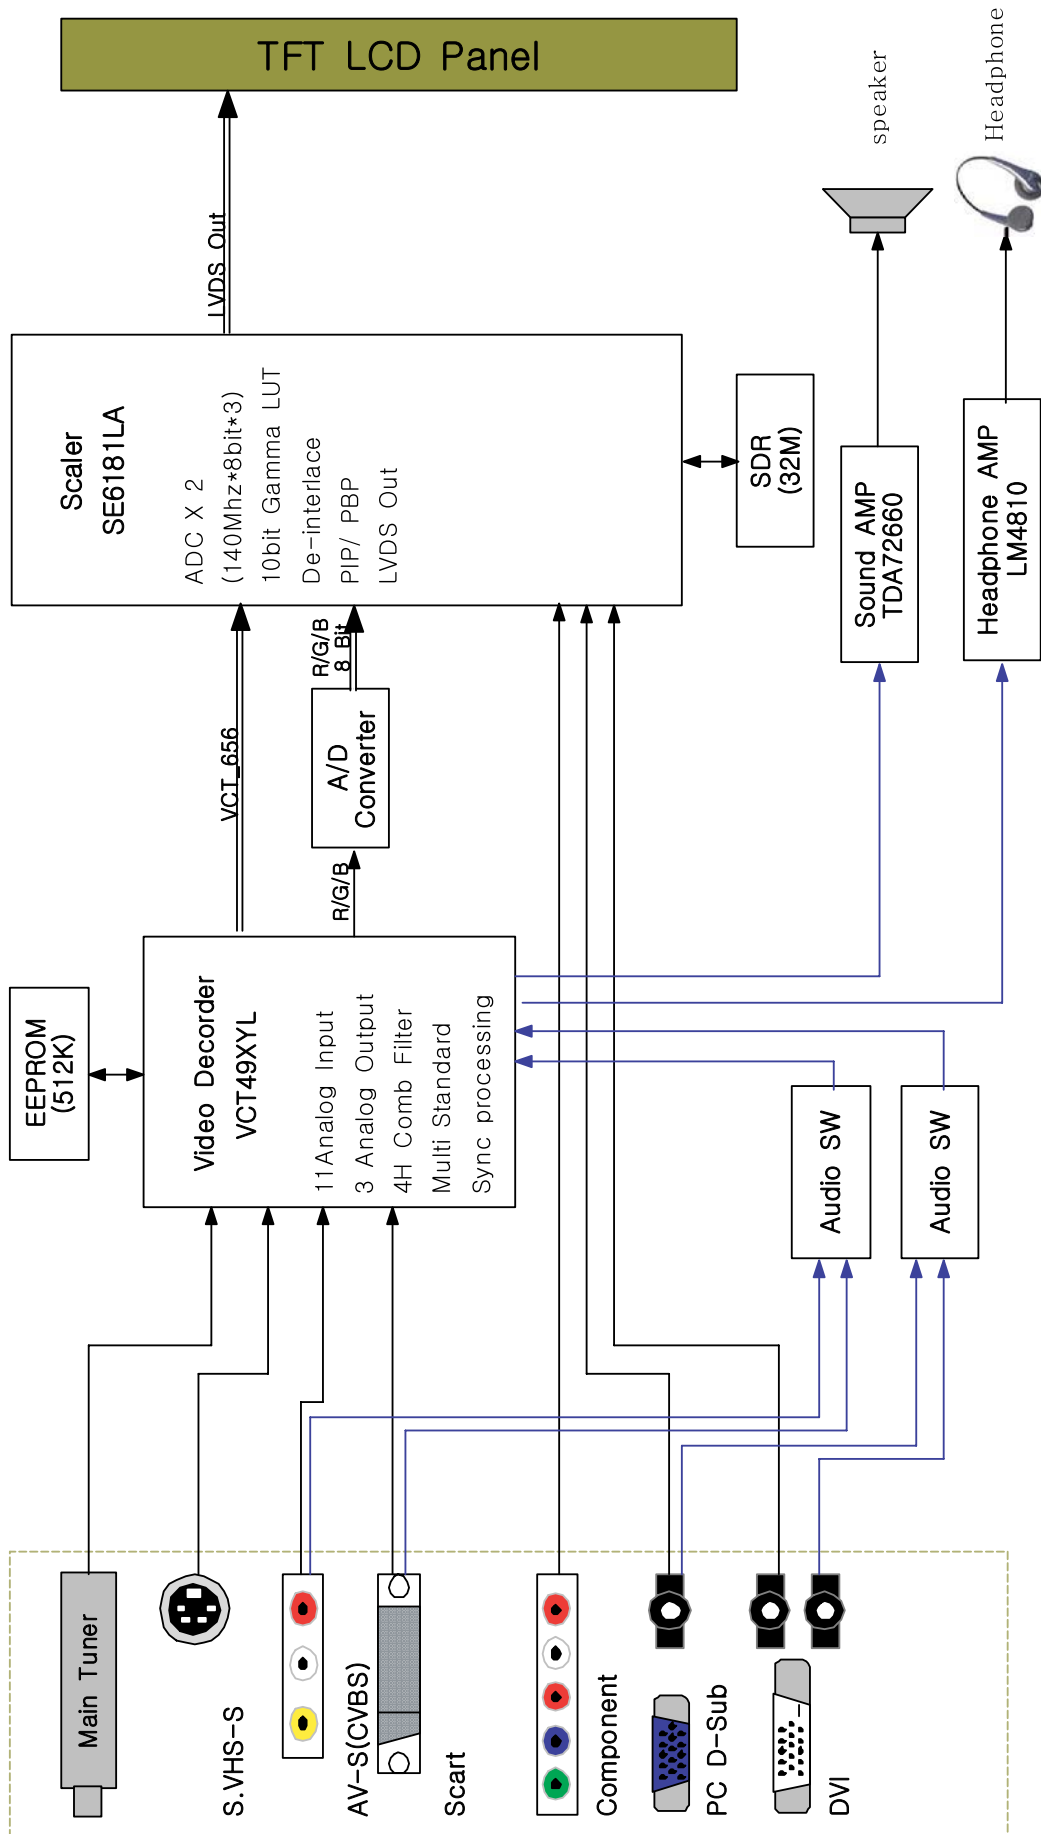 TFT LCD Panel
speaker
Headphone
LVDS Out
Scaler
SE6181LA
ADC X 2
(140Mhz*8bit*3)
10bit Gamma LUT
De-interlace
PIP/ PBP
LVDS Out
SDR
(32M)
Sound AMP
TDA72660
Headphone AMP
LM4810
VCT_656
R/G/B
8 Bit
A/D
Converter
R/G/B
EEPROM
(512K)
Video Decorder
VCT49XYL
11Analog Input
3 Analog Output
4H Comb Filter
Multi Standard
Sync processing
Audio SW
Audio SW
Main Tuner
S.VHS-S
AV-S(CVBS)
Scart
Component
PC D-Sub
DVI